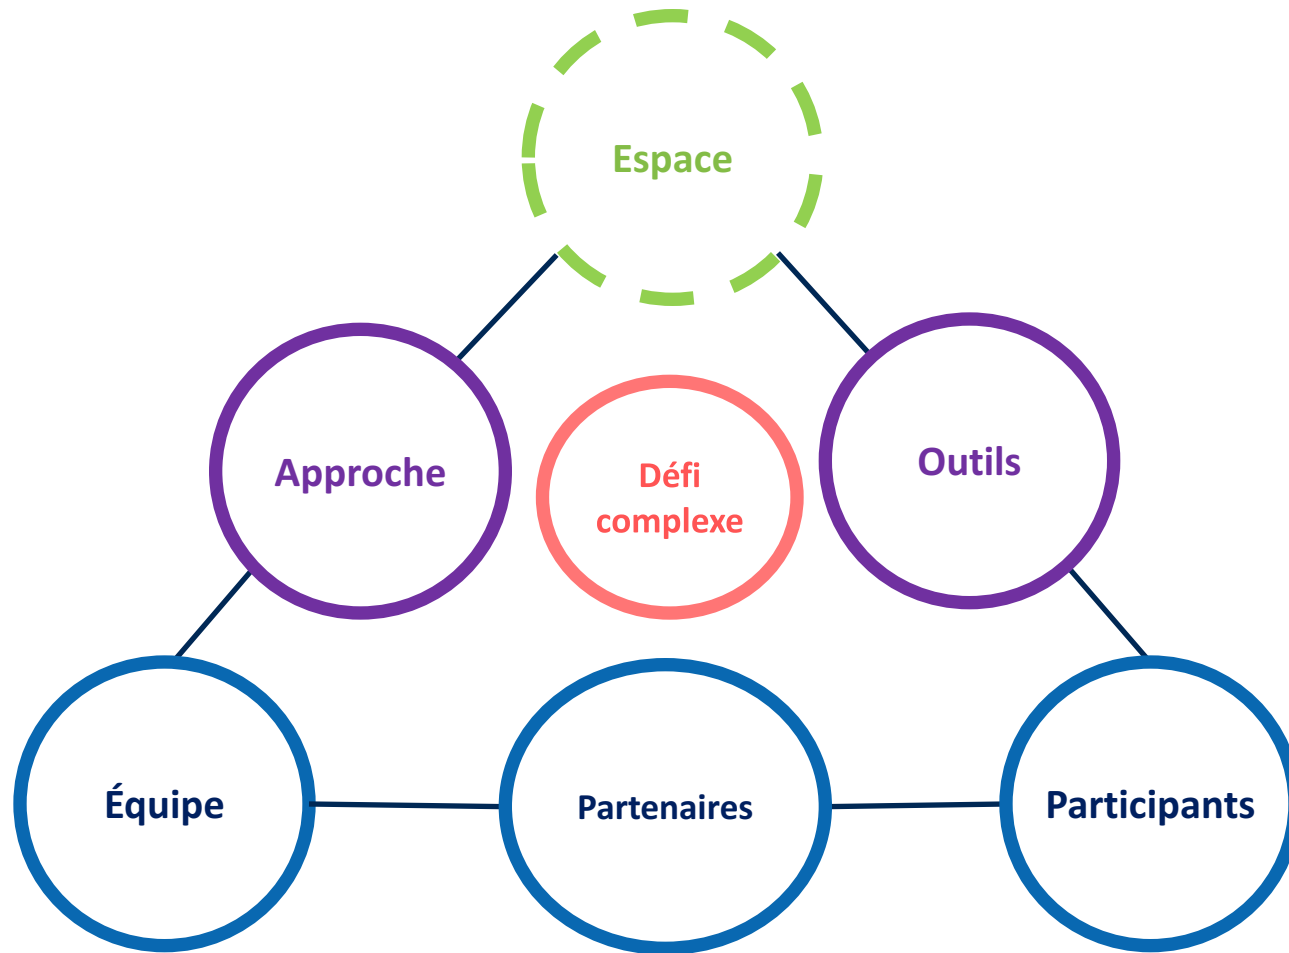 Espace
Approche
Outils
Défi
complexe
Équipe
Partenaires
Participants